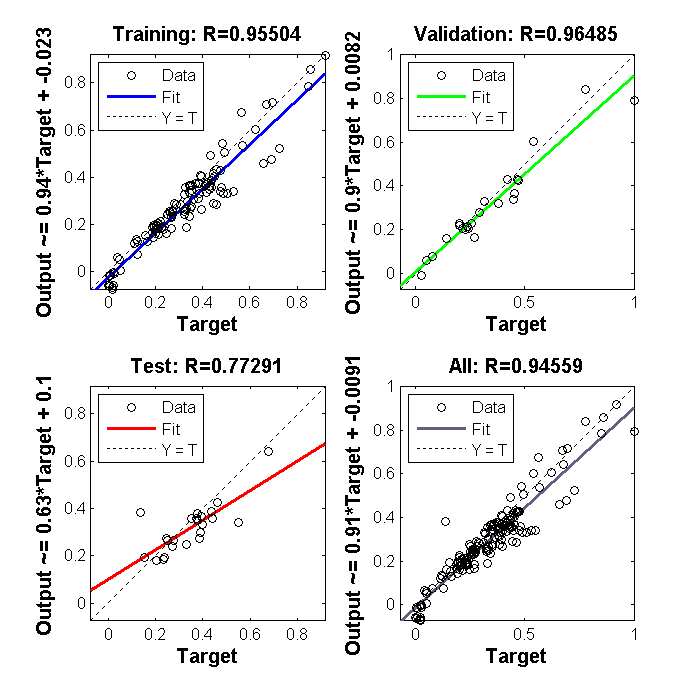 Training: R=0.95504
Output ~= 0.94*Target + -0.023
Data
Fit
Y = T
0.8
0.6
0.4
0.2
0
0 0.2 0.4 0.6 0.8
Target
Validation: R=0.96485
Output ~= 0.9*Target + 0.0082
Data
Fit
Y = T
1
0.8
0.6
0.4
0.2
0
0 0.5 1
Target
Test: R=0.77291
Output ~= 0.63*Target + 0.1
Data
Fit
Y = T
0.8
0.6
0.4
0.2
0
0 0.2 0.4 0.6 0.8
Target
All: R=0.94559
Output ~= 0.91*Target + -0.0091
Data
Fit
Y = T
1
0.8
0.6
0.4
0.2
0
0 0.5 1
Target